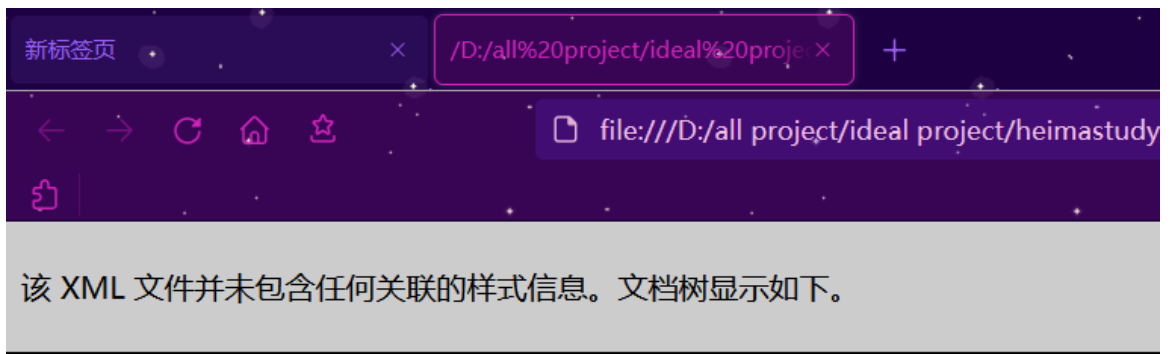 新标签页
/D:/all%20project/ideal%20proje
file:///D:/all project/ideal project/heimastudy
该 XML 文件并未包含任何关联的样式信息。文档树显示如下。